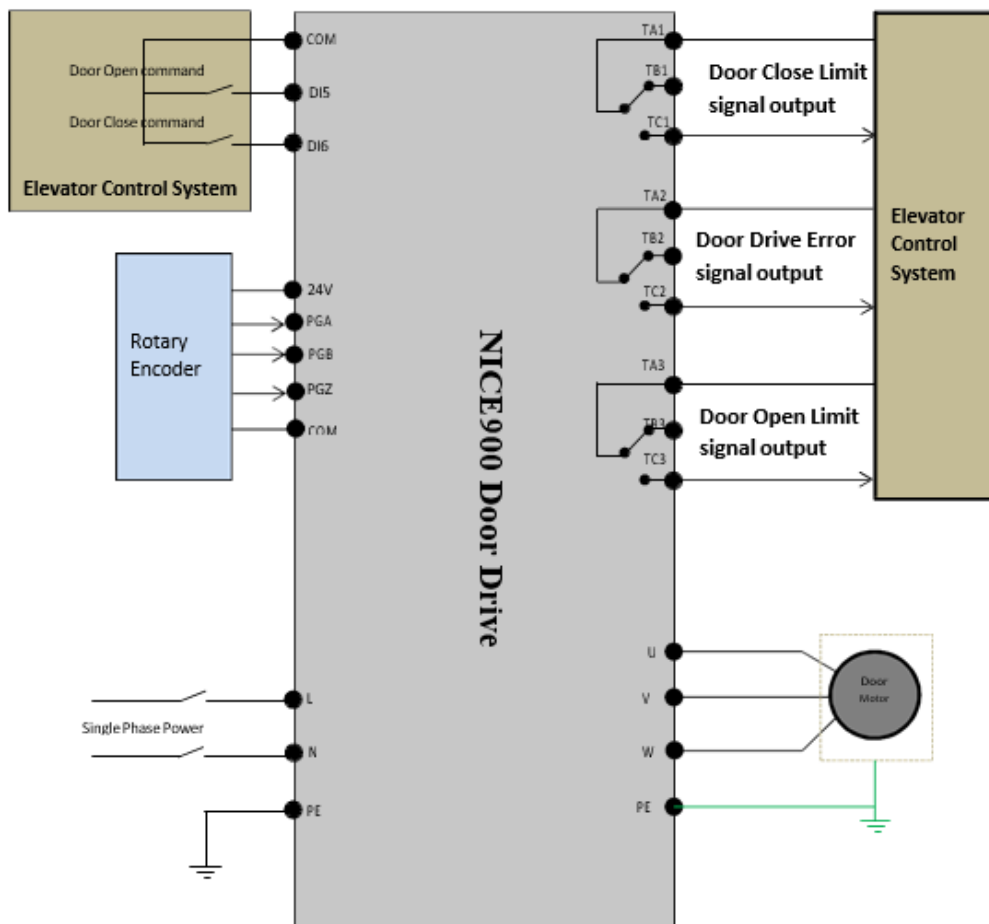 COM
Door Open command
DI5
Door Close command
DI6
Elevator Control System
24V
PGA
Rotary
Encoder
PGB
PGZ
COM
NICE900 Door Drive
L
Single Phase Power
N
PE
TA1
TB1
Door Close Limit
signal output
TC1
TA2
TB2
Door Drive Error
signal output
TC2
TA3
TB3
Door Open Limit
signal output
TC3
Elevator
Control
System
U
V
W
PE
Door
Motor